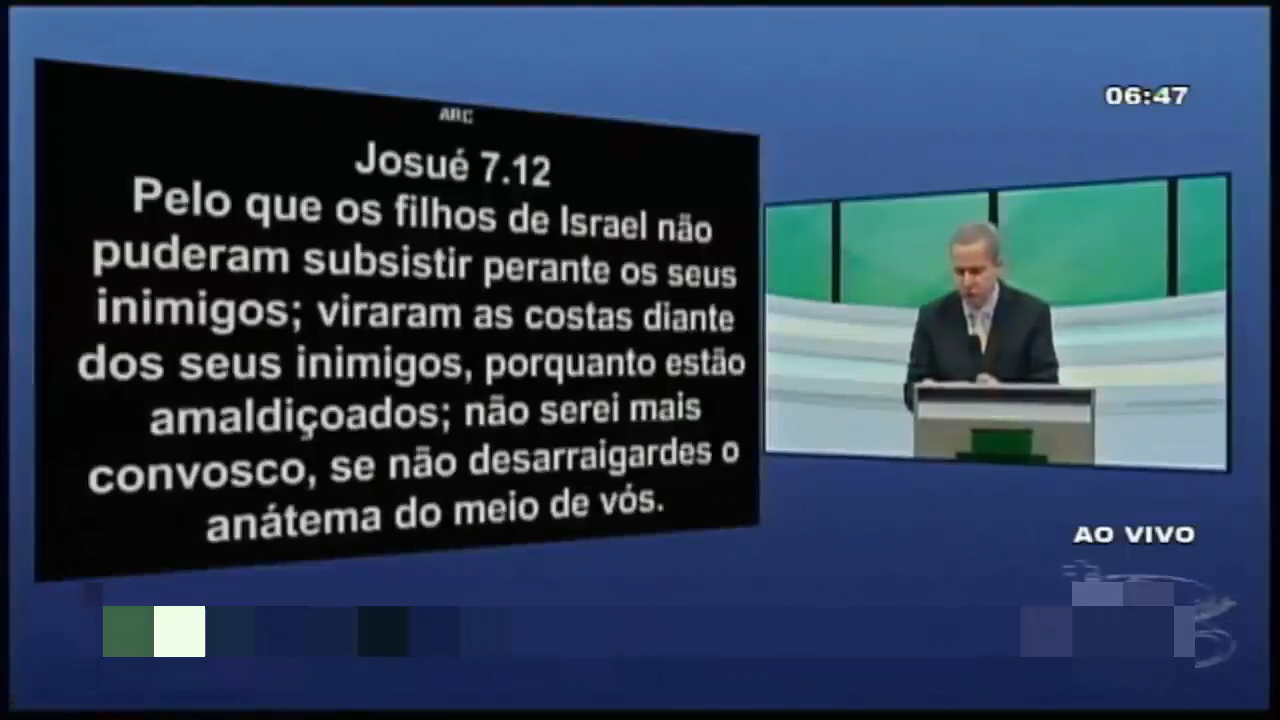 ARC
Josué 7.12
Pelo que os filhos de Israel não
puderam subsistir perante os seus
inimigos; viraram as costas diante
dos seus inimigos, porquanto estão
amaldiçoados; não serei mais
convosco, se não desarraigardes o
anátema do meio de vós.
06:47
AO VIVO